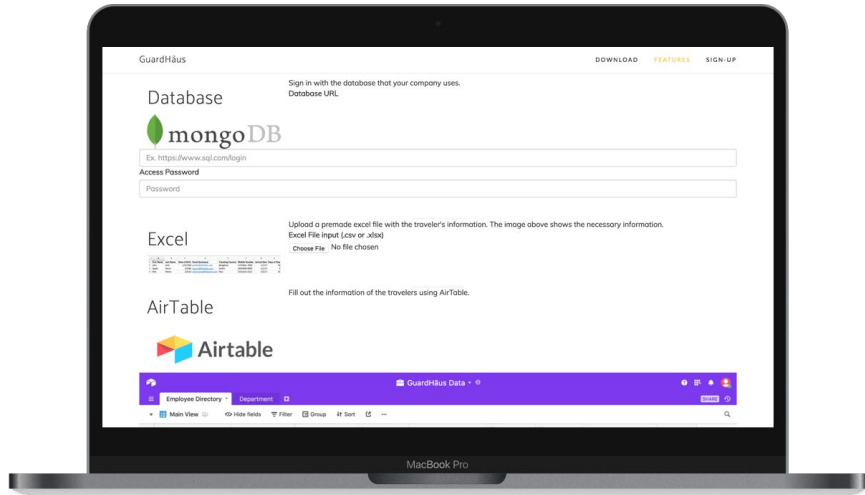 GuardHäus
DOWNLOAD FEATURES SIGN-UP
Database
Sign in with the database that your company uses.
Database URL
mongoDB
Ex. https://www.sql.com/login
Access Password
Password
Excel
Upload a premade excel file with the traveler's information. The image above shows the necessary information.
Excel File input (.csv or .xlsx)
Choose File No file chosen
AirTable
Fill out the information of the travelers using AirTable.
Airtable
GuardHäus Data
Employee Directory Department
SHARE
Main View Hide fields Filter Group Sort
MacBook Pro